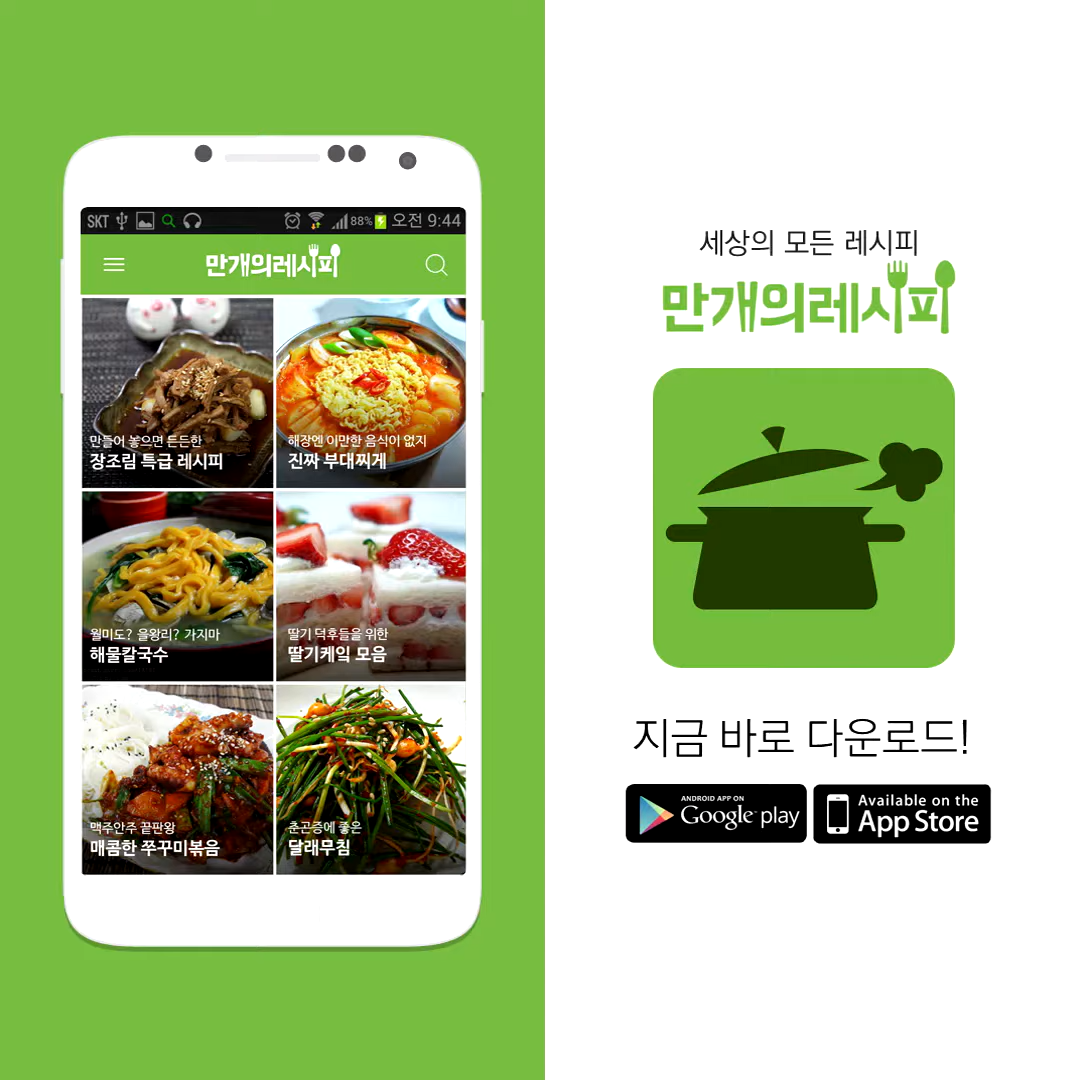 SKT
88%
오전 9:44
만개의레시피
만들어 놓으면 든든한
장조림 특급 레시피
해장엔 이만한 음식이 없지
진짜 부대찌게
월미도? 을왕리? 가지마
해물칼국수
딸기 덕후들을 위한
딸기케잌 모음
맥주안주 끝판왕
매콤한 쭈꾸미볶음
춘곤증에 좋은
달래무침
세상의 모든 레시피
만개의레시피
지금 바로 다운로드!
ANDROID APP ON
Google play
Available on the
App Store